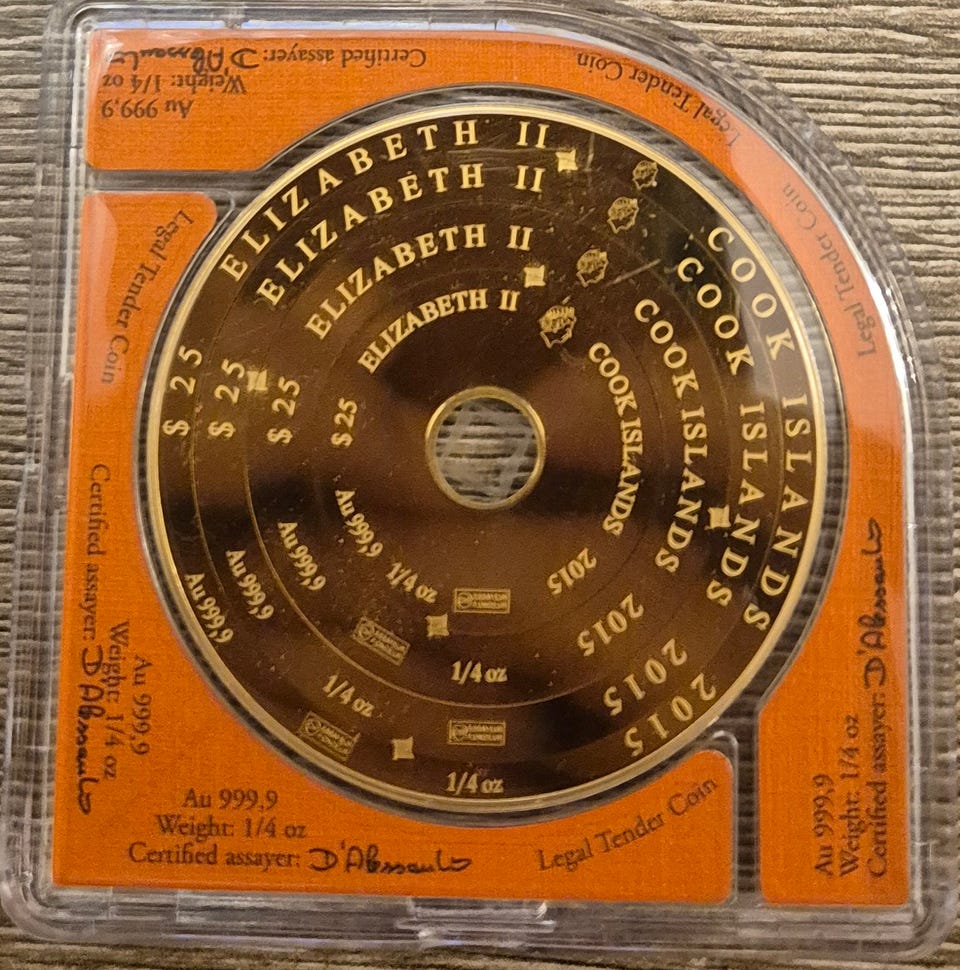 Au 999,9
Weight: 1/4 oz
Certified assayer:
Legal Tender Coin
Legal Tender Coin
Legal Tender Coin
ELIZABETH II
COOK ISLANDS
2015
1/4 oz
Au 999,9
$ 25
ELIZABETH II
COOK ISLANDS
2015
1/4 oz
Au 999,9
$ 25
ELIZABETH II
COOK ISLANDS
2015
1/4 oz
Au 999,9
$ 25
ELIZABETH II
COOK ISLANDS
2015
1/4 oz
Au 999,9
$ 25
Au 999,9
Weight: 1/4 oz
Certified assayer:
Au 999,9
Weight: 1/4 oz
Certified assayer:
Legal Tender Coin
Au 999,9
Weight: 1/4 oz
Certified assayer: